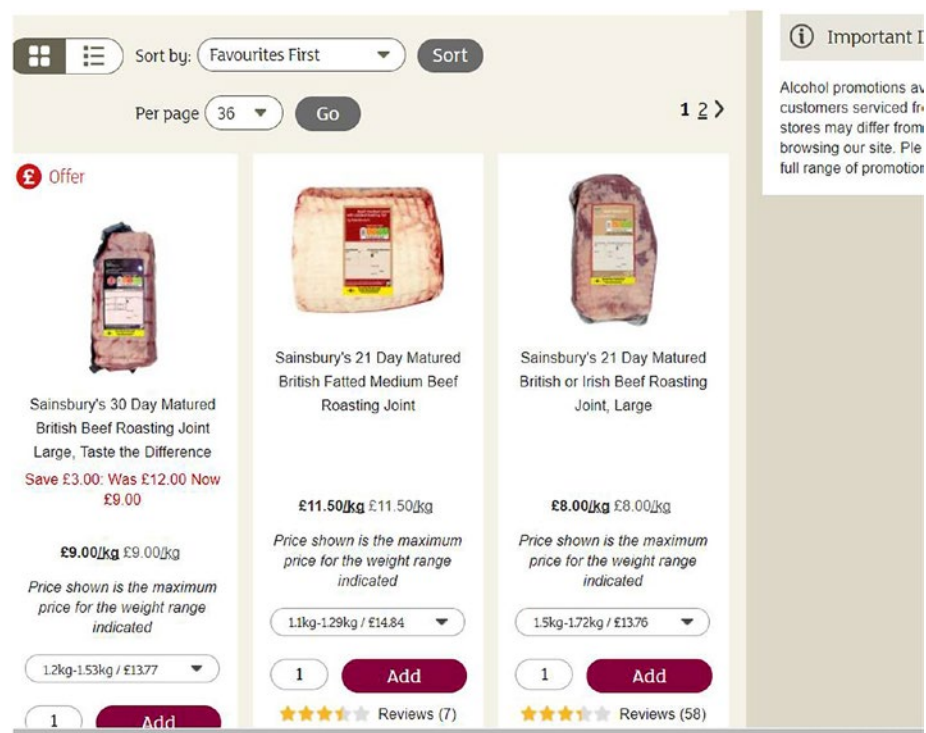 Sort by: Favourites First Sort
Per page 36 Go
1 2
Offer
Sainsbury's 30 Day Matured
British Beef Roasting Joint
Large, Taste the Difference
Save £3.00: Was £12.00 Now
£9.00
£9.00/kg £9.00/kg
Price shown is the maximum
price for the weight range
indicated
1.2kg-1.53kg / £13.77
1 Add
Sainsbury's 21 Day Matured
British Fatted Medium Beef
Roasting Joint
£11.50/kg £11.50/kg
Price shown is the maximum
price for the weight range
indicated
1.1kg-1.29kg / £14.84
1 Add
Reviews (7)
Sainsbury's 21 Day Matured
British or Irish Beef Roasting
Joint, Large
£8.00/kg £8.00/kg
Price shown is the maximum
price for the weight range
indicated
1.5kg-1.72kg / £13.76
1 Add
Reviews (58)
Important
Alcohol promotions
customers serviced
stores may differ from
browsing our site.
full range of